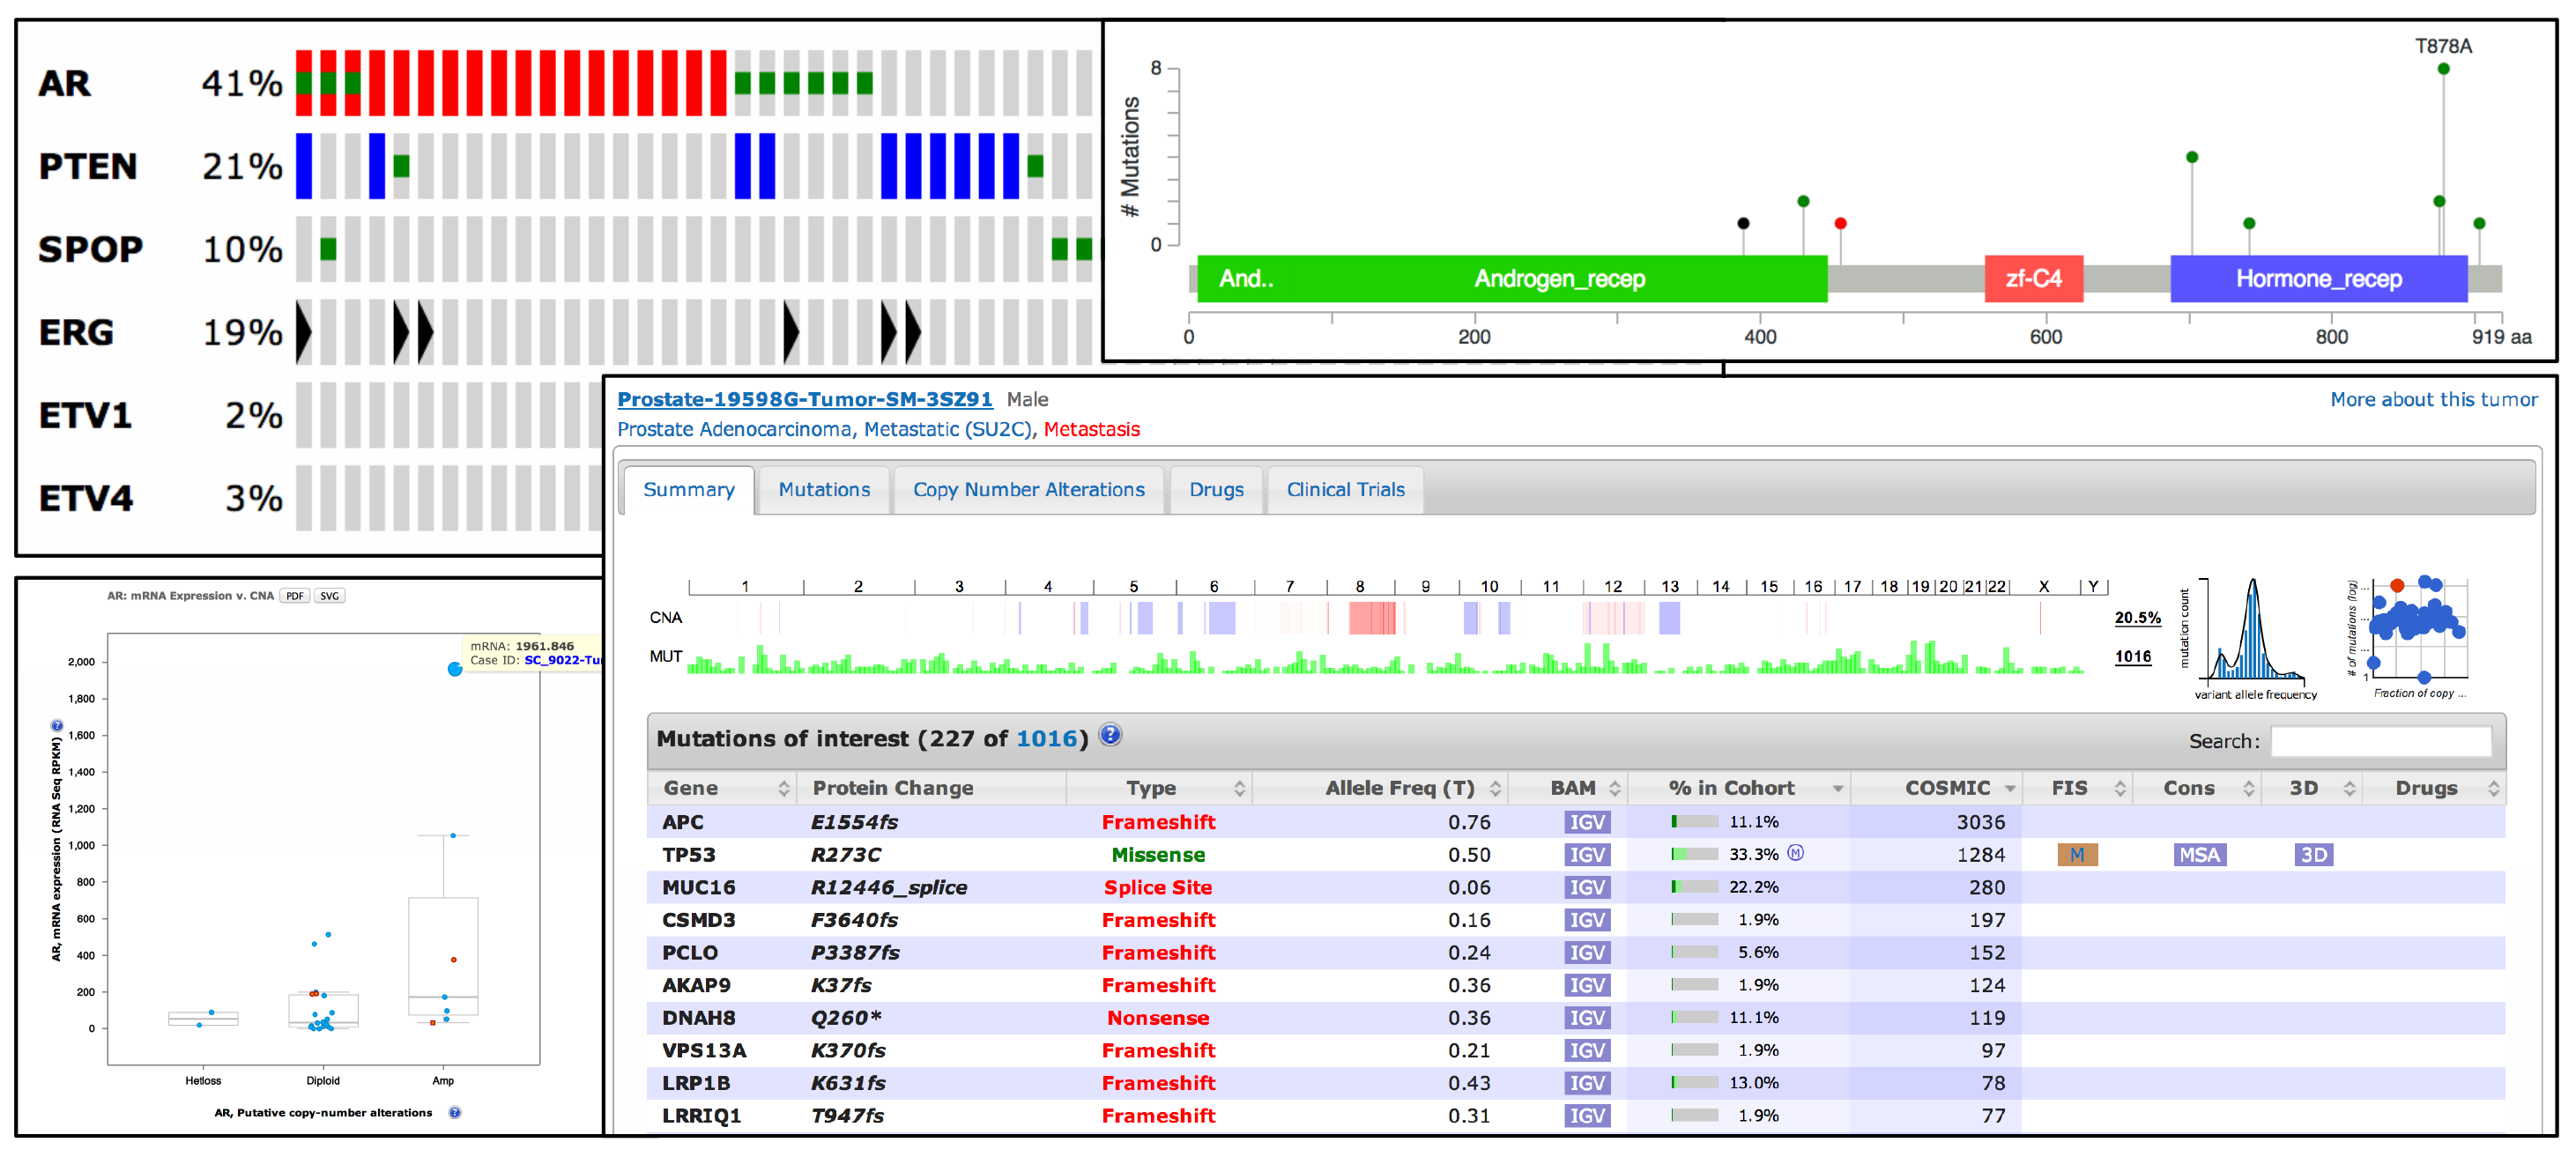 AR 41%
PTEN 21%
SPOP 10%
ERG 19%
ETV1 2%
ETV4 3%
T878A
# Mutations
8
0
And..
Androgen_recep
zf-C4
Hormone_recep
0 200 400 600 800 919 aa
AR: mRNA Expression v. CNA PDF SVG
mRNA: 1961.846
Case ID: SC_9022-Tu
AR, mRNA expression (RNA Seq RPKM)
2,000
1,800
1,600
1,400
1,200
1,000
800
600
400
200
0
Hetloss Diploid Amp
AR, Putative copy-number alterations
Prostate-19598G-Tumor-SM-3SZ91 Male More about this tumor
Prostate Adenocarcinoma, Metastatic (SU2C), Metastasis
Summary Mutations Copy Number Alterations Drugs Clinical Trials
1 2 3 4 5 6 7 8 9 10 11 12 13 14 15 16 17 18 19 20 21 22 X Y
CNA 20.5%
MUT 1016
mutation count
variant allele frequency
# of mutations (log)
...
...
...
1
Fraction of copy ...
Mutations of interest (227 of 1016) ? Search:
Gene Protein Change Type Allele Freq (T) BAM % in Cohort COSMIC FIS Cons 3D Drugs
APC E1554fs Frameshift 0.76 IGV 11.1% 3036
TP53 R273C Missense 0.50 IGV 33.3% M 1284 M MSA 3D
MUC16 R12446_splice Splice Site 0.06 IGV 22.2% 280
CSMD3 F3640fs Frameshift 0.16 IGV 1.9% 197
PCLO P3387fs Frameshift 0.24 IGV 5.6% 152
AKAP9 K37fs Frameshift 0.36 IGV 1.9% 124
DNAH8 Q260* Nonsense 0.36 IGV 11.1% 119
VPS13A K370fs Frameshift 0.21 IGV 1.9% 97
LRP1B K631fs Frameshift 0.43 IGV 13.0% 78
LRRIQ1 T947fs Frameshift 0.31 IGV 1.9% 77